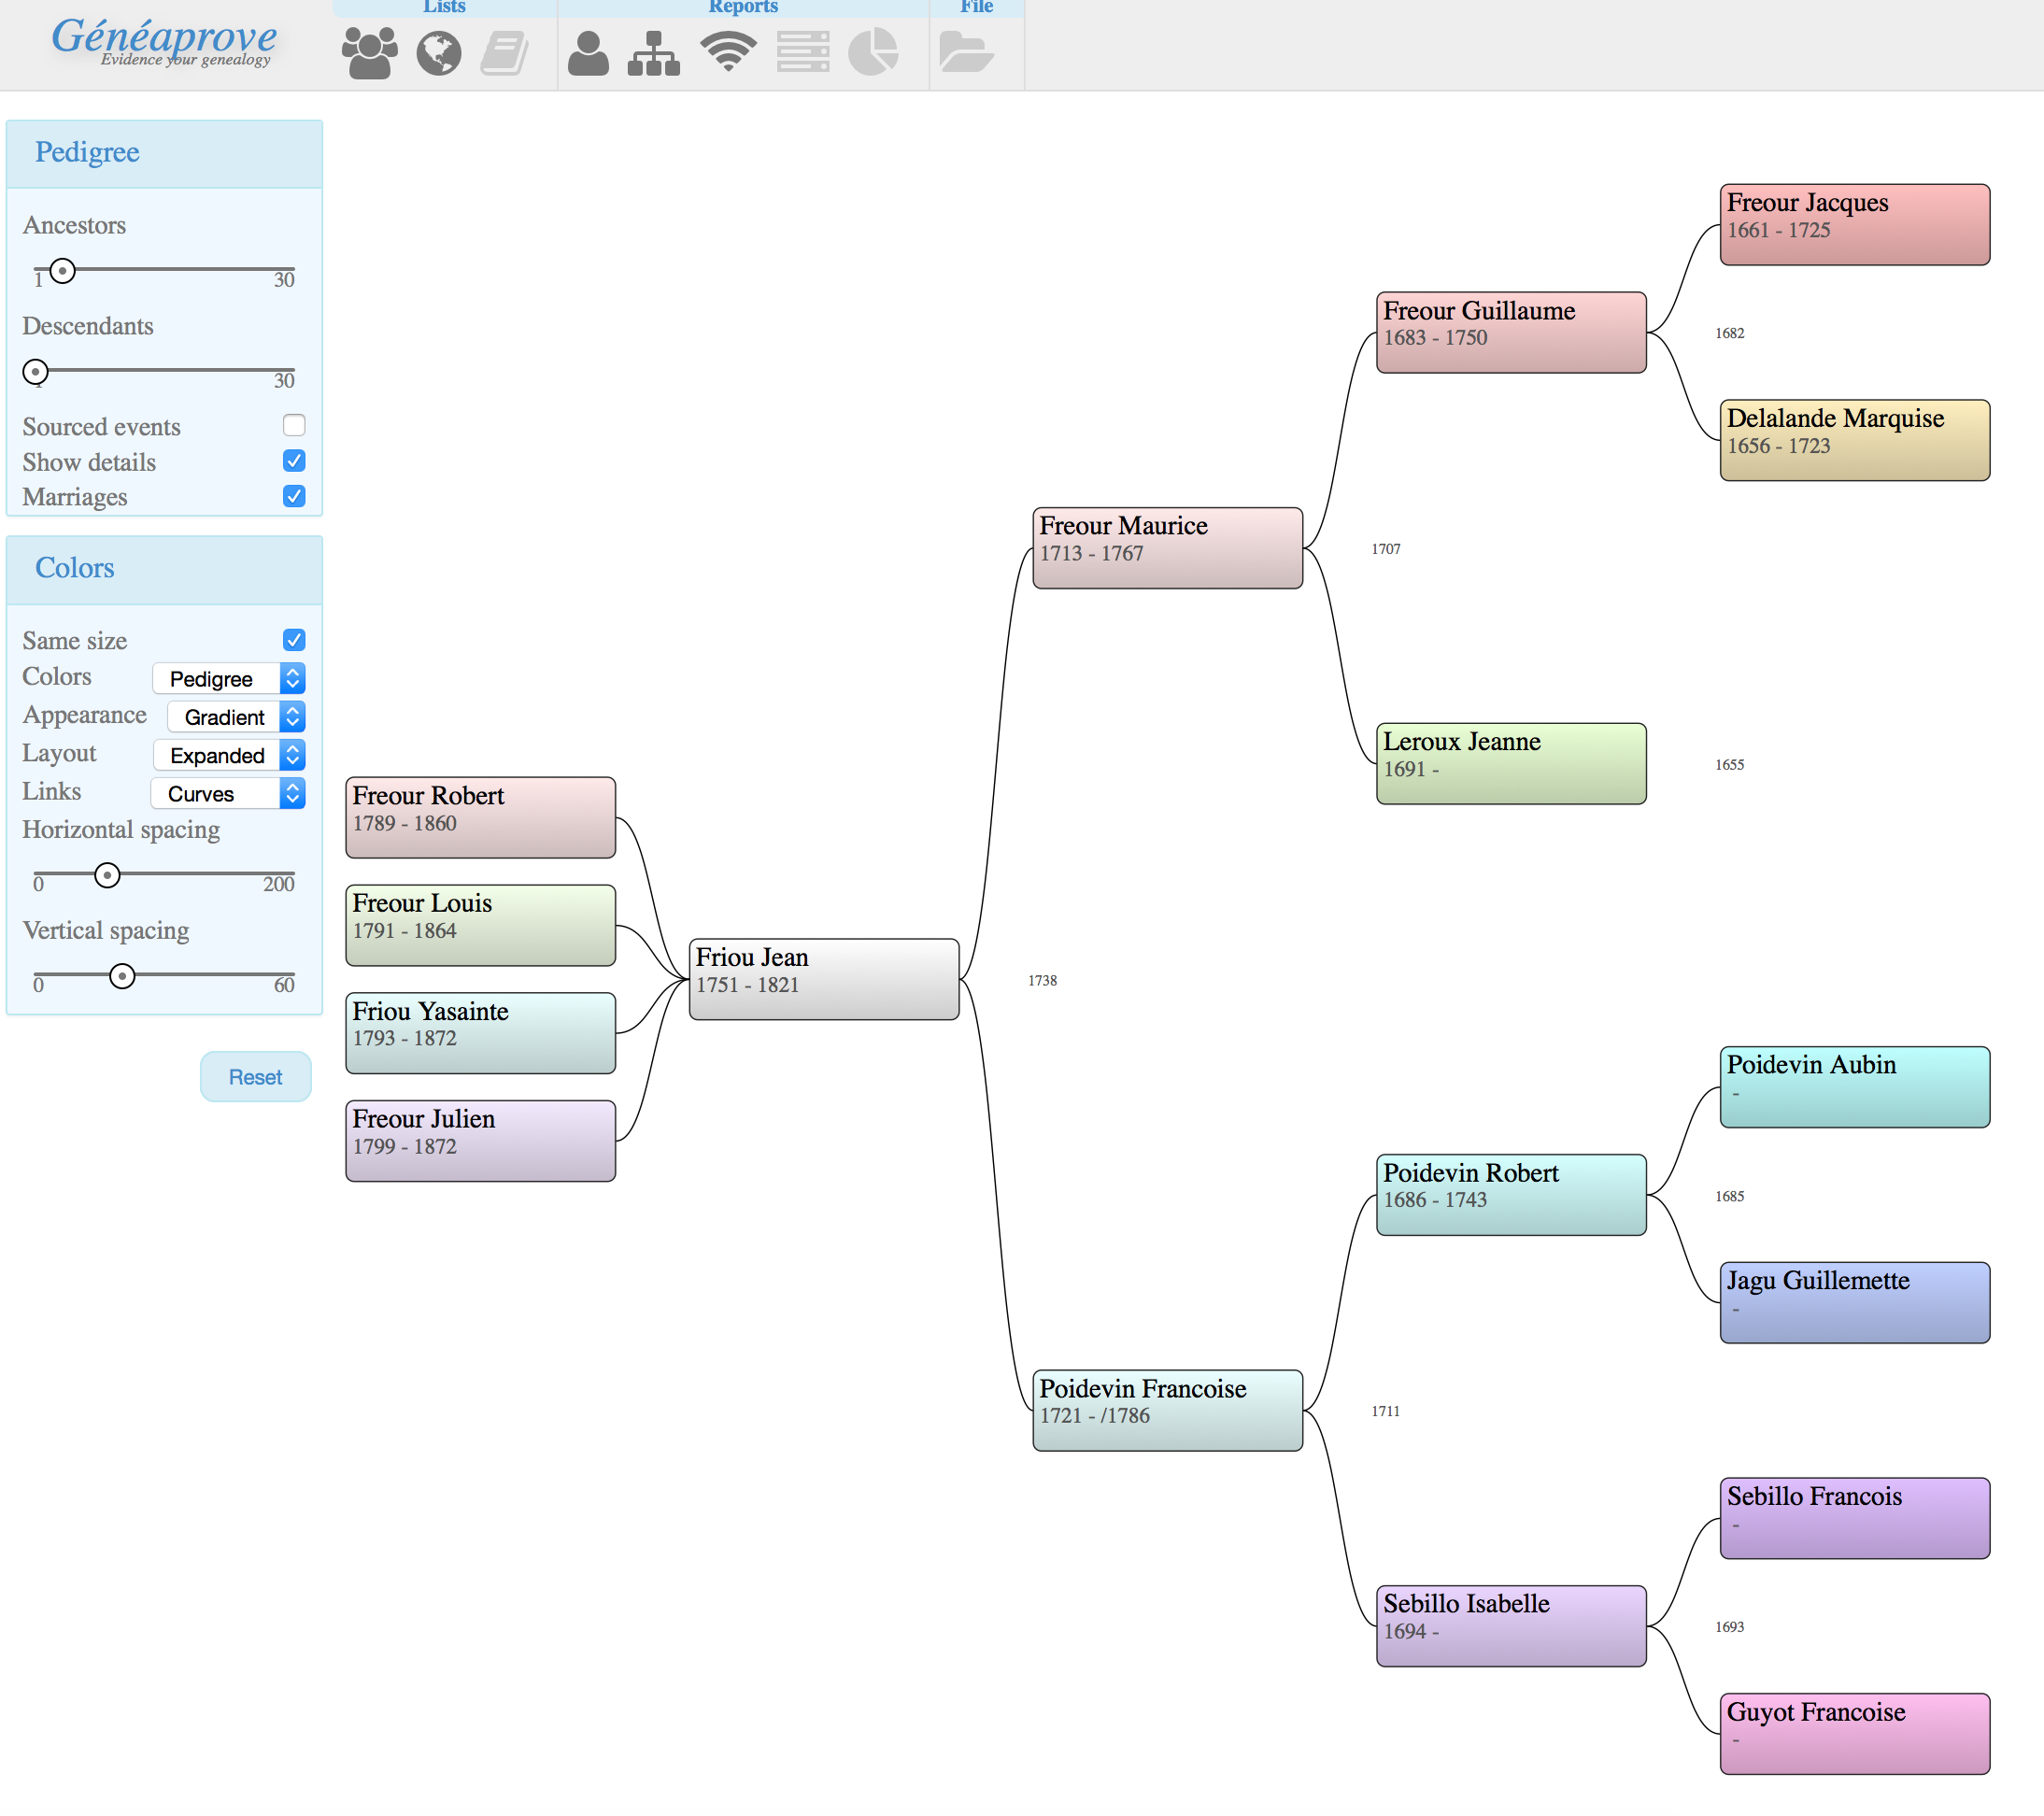 Lists
Reports
File
Généaprove
Evidence your genealogy
Pedigree
Ancestors
1
30
Descendants
30
Sourced events
Show details
Marriages
Colors
Same size
Colors
Pedigree
Appearance
Gradient
Layout
Expanded
Links
Curves
Horizontal spacing
0
200
Vertical spacing
0
60
Reset
Freour Robert
1789 - 1860
Freour Louis
1791 - 1864
Friou Yasainte
1793 - 1872
Freour Julien
1799 - 1872
Friou Jean
1751 - 1821
1738
Freour Maurice
1713 - 1767
1707
Poidevin Francoise
1721 - /1786
1711
Freour Guillaume
1683 - 1750
1682
Leroux Jeanne
1691 -
1655
Poidevin Robert
1686 - 1743
1685
Sebillo Isabelle
1694 -
1693
Freour Jacques
1661 - 1725
Delalande Marquise
1656 - 1723
Poidevin Aubin
-
Jagu Guillemette
-
Sebillo Francois
-
Guyot Francoise
-